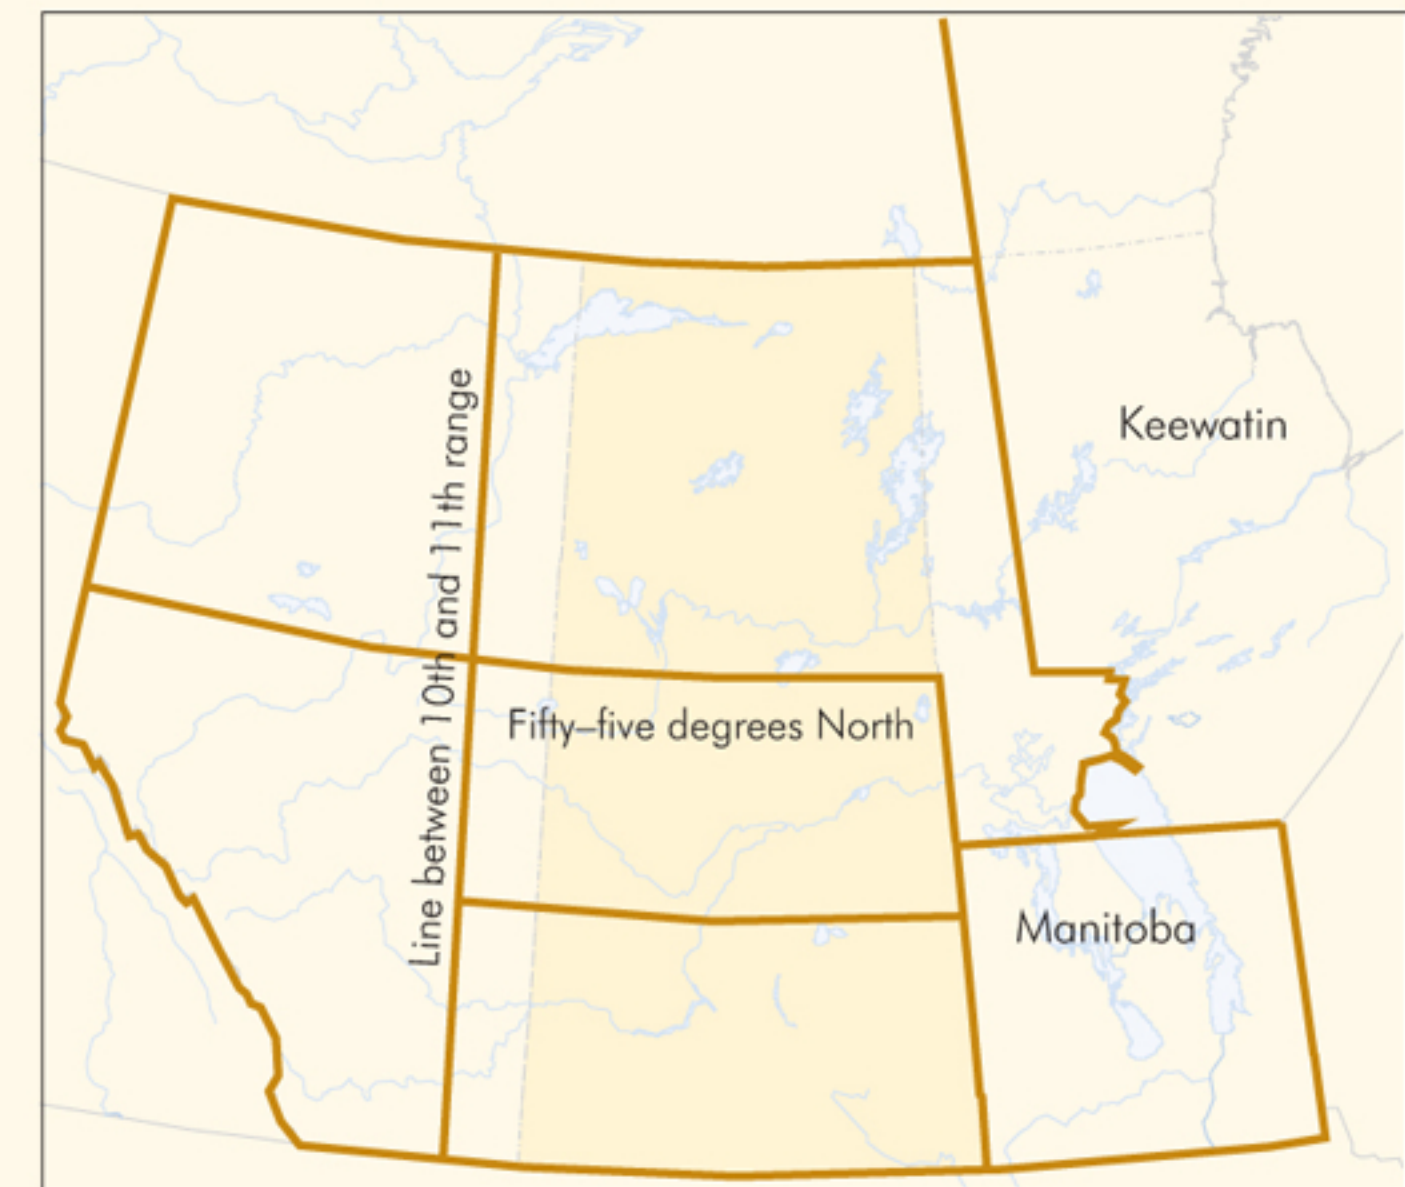 Keewatin
Line between 10th and 11th range
Fifty–five degrees North
Manitoba